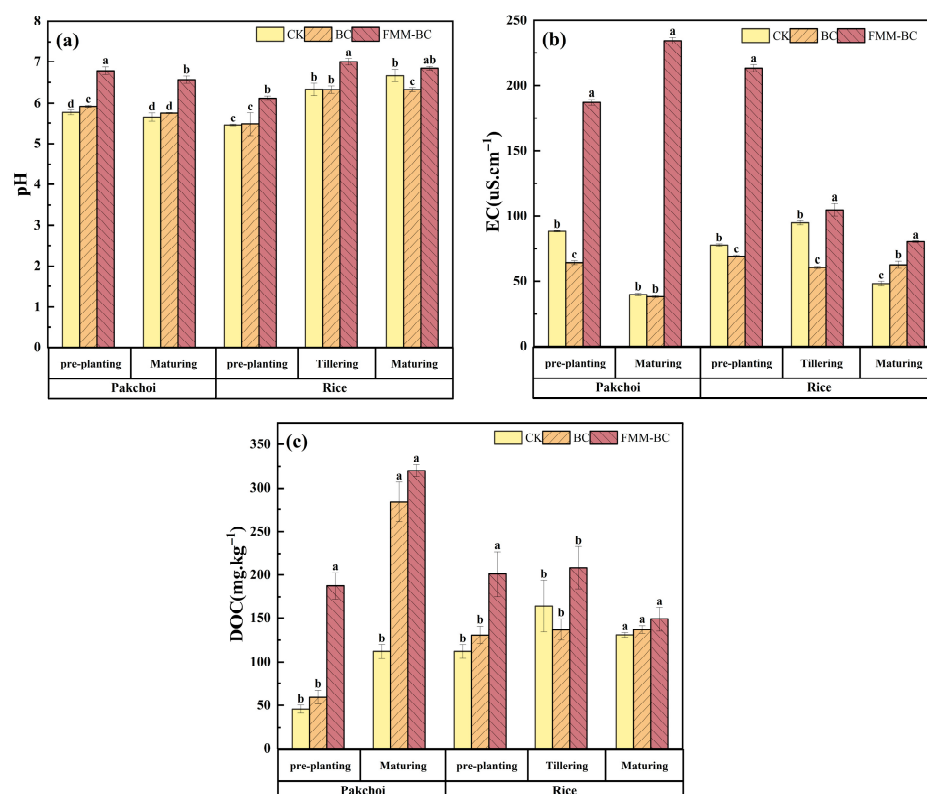 (a)
CK BC FMM-BC
8
7
6
5
4
3
2
1
0
pH
d c a d d b c c b b b a b c ab
pre-planting Maturing pre-planting Tillering Maturing
Pakchoi Rice
(b)
CK BC FMM-BC
250
200
150
100
50
0
EC(uS.cm⁻¹)
b c a b b a b c a b c a c b a
pre-planting Maturing pre-planting Tillering Maturing
Pakchoi Rice
(c)
CK BC FMM-BC
350
300
250
200
150
100
50
0
DOC(mg.kg⁻¹)
b b a b a a b b a b b b a a a
pre-planting Maturing pre-planting Tillering Maturing
Pakchoi Rice